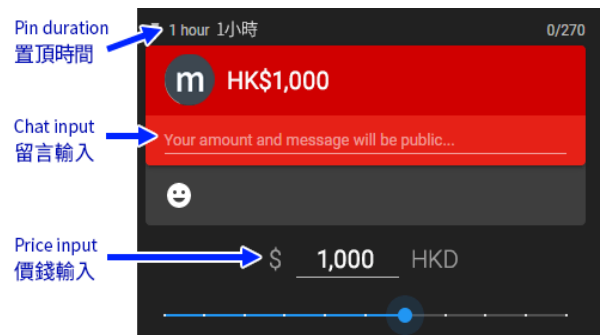 Pin duration
置頂時間
1 hour 1小時
0/270
m HK$1,000
Chat input
留言輸入
Your amount and message will be public...
Price input
價錢輸入
$ 1,000 HKD